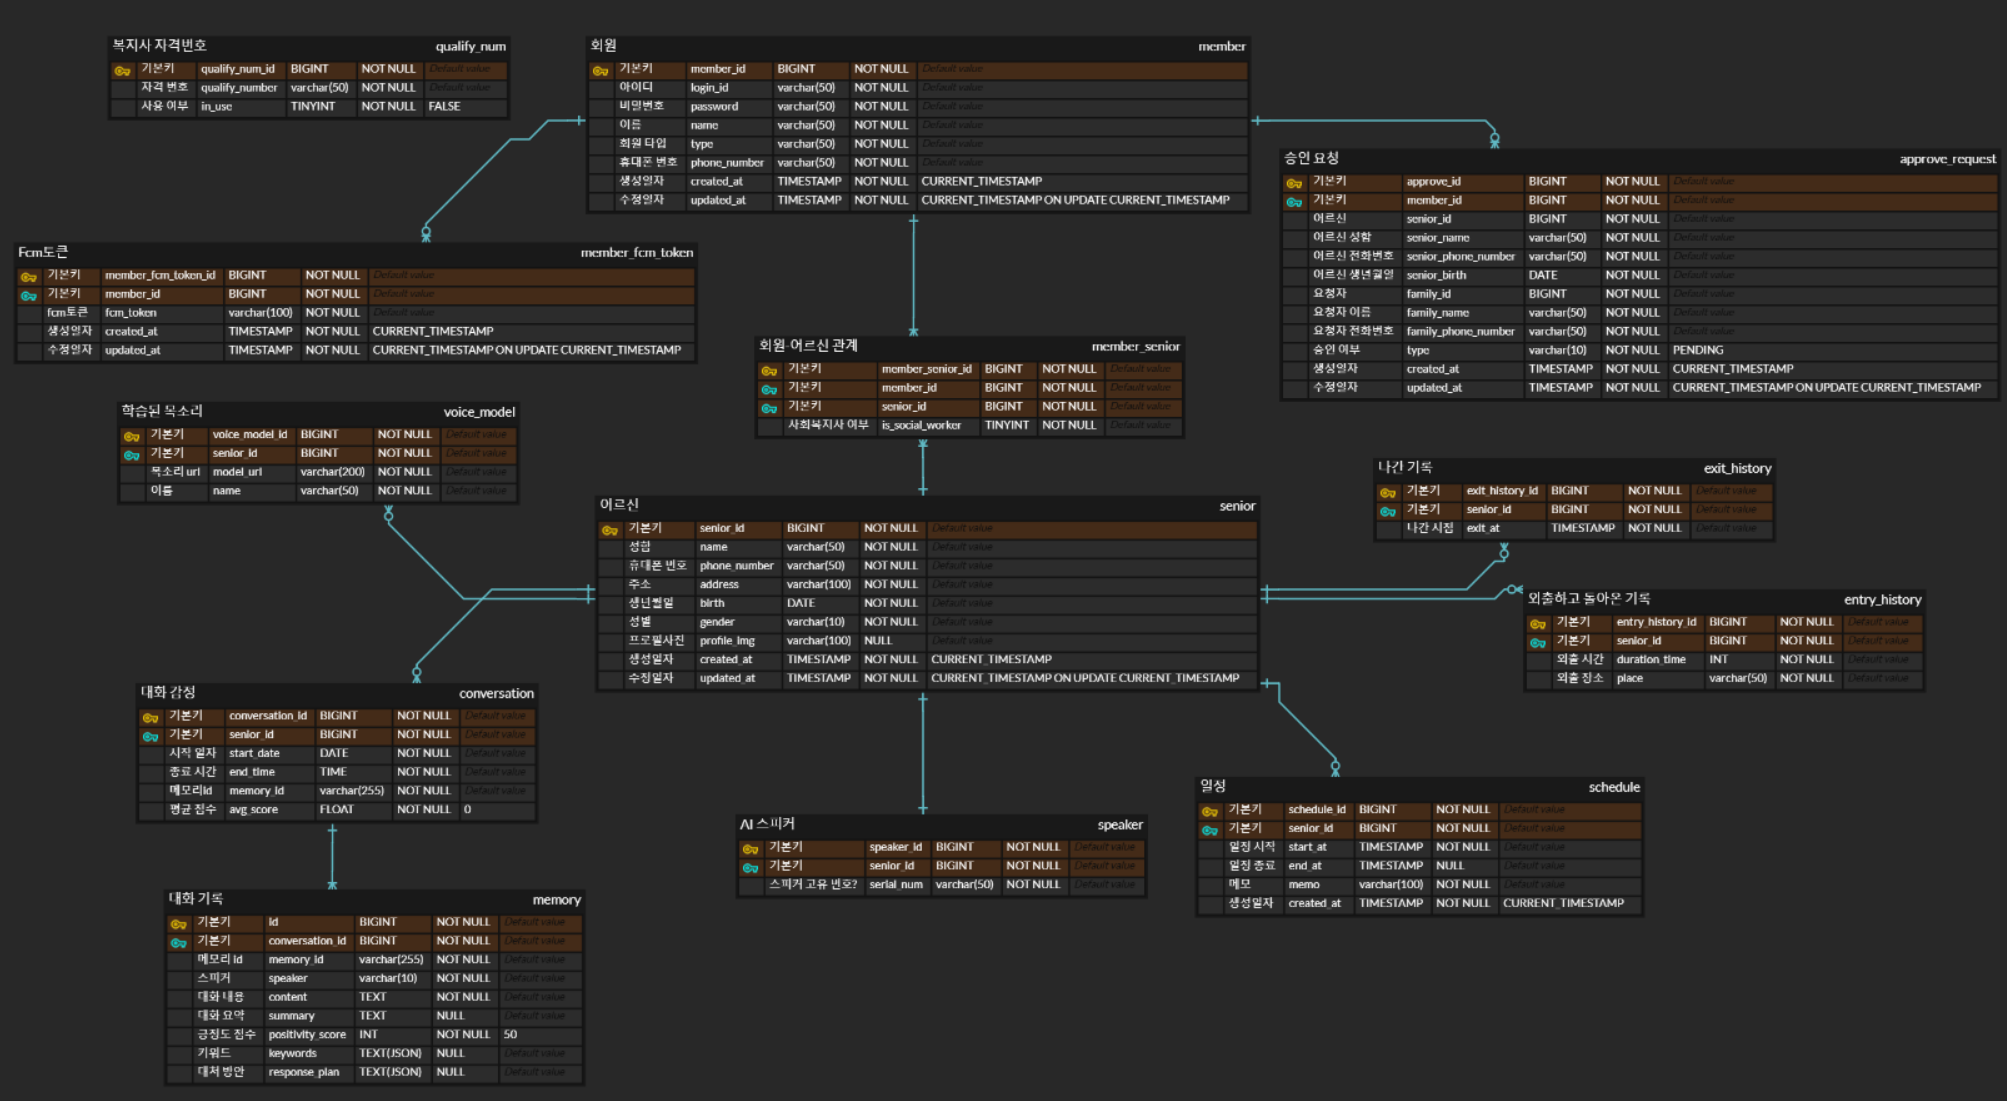 복지사 자격번호 qualify_num
기본키 qualify_num_id BIGINT NOT NULL Default value
자격 번호 qualify_number varchar(50) NOT NULL Default value
사용 여부 in_use TINYINT NOT NULL FALSE
회원 member
기본키 member_id BIGINT NOT NULL Default value
아이디 login_id varchar(50) NOT NULL Default value
비밀번호 password varchar(50) NOT NULL Default value
이름 name varchar(50) NOT NULL Default value
회원 타입 type varchar(50) NOT NULL Default value
휴대폰 번호 phone_number varchar(50) NOT NULL Default value
생성일자 created_at TIMESTAMP NOT NULL CURRENT_TIMESTAMP
수정일자 updated_at TIMESTAMP NOT NULL CURRENT_TIMESTAMP ON UPDATE CURRENT_TIMESTAMP
승인 요청 approve_request
기본키 approve_id BIGINT NOT NULL Default value
기본키 member_id BIGINT NOT NULL Default value
어르신 senior_id BIGINT NOT NULL Default value
어르신 성함 senior_name varchar(50) NOT NULL Default value
어르신 전화번호 senior_phone_number varchar(50) NOT NULL Default value
어르신 생년월일 senior_birth DATE NOT NULL Default value
요청자 family_id BIGINT NOT NULL Default value
요청자 이름 family_name varchar(50) NOT NULL Default value
요청자 전화번호 family_phone_number varchar(50) NOT NULL Default value
승인 여부 type varchar(10) NOT NULL PENDING
생성일자 created_at TIMESTAMP NOT NULL CURRENT_TIMESTAMP
수정일자 updated_at TIMESTAMP NOT NULL CURRENT_TIMESTAMP ON UPDATE CURRENT_TIMESTAMP
Fcm토큰 member_fcm_token
기본키 member_fcm_token_id BIGINT NOT NULL Default value
기본키 member_id BIGINT NOT NULL Default value
fcm토큰 fcm_token varchar(100) NOT NULL Default value
생성일자 created_at TIMESTAMP NOT NULL CURRENT_TIMESTAMP
수정일자 updated_at TIMESTAMP NOT NULL CURRENT_TIMESTAMP ON UPDATE CURRENT_TIMESTAMP
회원-어르신 관계 member_senior
기본키 member_senior_id BIGINT NOT NULL Default value
기본키 member_id BIGINT NOT NULL Default value
기본키 senior_id BIGINT NOT NULL Default value
사회복지사 여부 is_social_worker TINYINT NOT NULL Default value
학습된 목소리 voice_model
기본키 voice_model_id BIGINT NOT NULL Default value
기본키 senior_id BIGINT NOT NULL Default value
목소리 url model_url varchar(200) NOT NULL Default value
이름 name varchar(50) NOT NULL Default value
나간 기록 exit_history
기본키 exit_history_id BIGINT NOT NULL Default value
기본키 senior_id BIGINT NOT NULL Default value
나간 시점 exit_at TIMESTAMP NOT NULL Default value
어르신 senior
기본키 senior_id BIGINT NOT NULL Default value
성함 name varchar(50) NOT NULL Default value
휴대폰 번호 phone_number varchar(50) NOT NULL Default value
주소 address varchar(100) NOT NULL Default value
생년월일 birth DATE NOT NULL Default value
성별 gender varchar(10) NOT NULL Default value
프로필사진 profile_img varchar(100) NULL Default value
생성일자 created_at TIMESTAMP NOT NULL CURRENT_TIMESTAMP
수정일자 updated_at TIMESTAMP NOT NULL CURRENT_TIMESTAMP ON UPDATE CURRENT_TIMESTAMP
외출하고 돌아온 기록 entry_history
기본키 entry_history_id BIGINT NOT NULL Default value
기본키 senior_id BIGINT NOT NULL Default value
외출 시간 duration_time INT NOT NULL Default value
외출 장소 place varchar(50) NOT NULL Default value
대화 감정 conversation
기본키 conversation_id BIGINT NOT NULL Default value
기본키 senior_id BIGINT NOT NULL Default value
시작 일자 start_date DATE NOT NULL Default value
종료 시간 end_time TIME NOT NULL Default value
메모리id memory_id varchar(255) NOT NULL Default value
평균 점수 avg_score FLOAT NOT NULL 0
일정 schedule
기본키 schedule_id BIGINT NOT NULL Default value
기본키 senior_id BIGINT NOT NULL Default value
일정 시작 start_at TIMESTAMP NOT NULL Default value
일정 종료 end_at TIMESTAMP NULL Default value
메모 memo varchar(100) NOT NULL Default value
생성일자 created_at TIMESTAMP NOT NULL CURRENT_TIMESTAMP
AI 스피커 speaker
기본키 speaker_id BIGINT NOT NULL Default value
기본키 senior_id BIGINT NOT NULL Default value
스피커 고유 번호? serial_num varchar(50) NOT NULL Default value
대화 기록 memory
기본키 id BIGINT NOT NULL Default value
기본키 conversation_id BIGINT NOT NULL Default value
메모리 id memory_id varchar(255) NOT NULL Default value
스피커 speaker varchar(10) NOT NULL Default value
대화 내용 content TEXT NOT NULL Default value
대화 요약 summary TEXT NULL Default value
긍정도 점수 positivity_score INT NOT NULL 50
키워드 keywords TEXT(JSON) NULL Default value
대처 방안 response_plan TEXT(JSON) NULL Default value